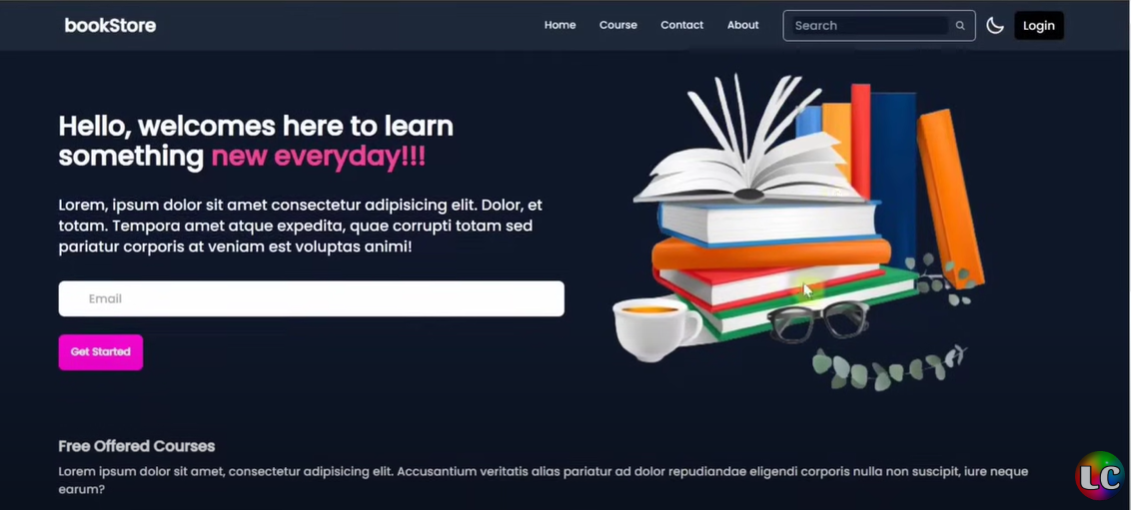 bookStore
Home Course Contact About Search Login
Hello, welcomes here to learn
something new everyday!!!
Lorem, ipsum dolor sit amet consectetur adipisicing elit. Dolor, et
totam. Tempora amet atque expedita, quae corrupti totam sed
pariatur corporis at veniam est voluptas animi!
Email
Get Started
Free Offered Courses
Lorem ipsum dolor sit amet, consectetur adipisicing elit. Accusantium veritatis alias pariatur ad dolor repudiandae eligendi corporis nulla non suscipit, iure neque
earum?
LC